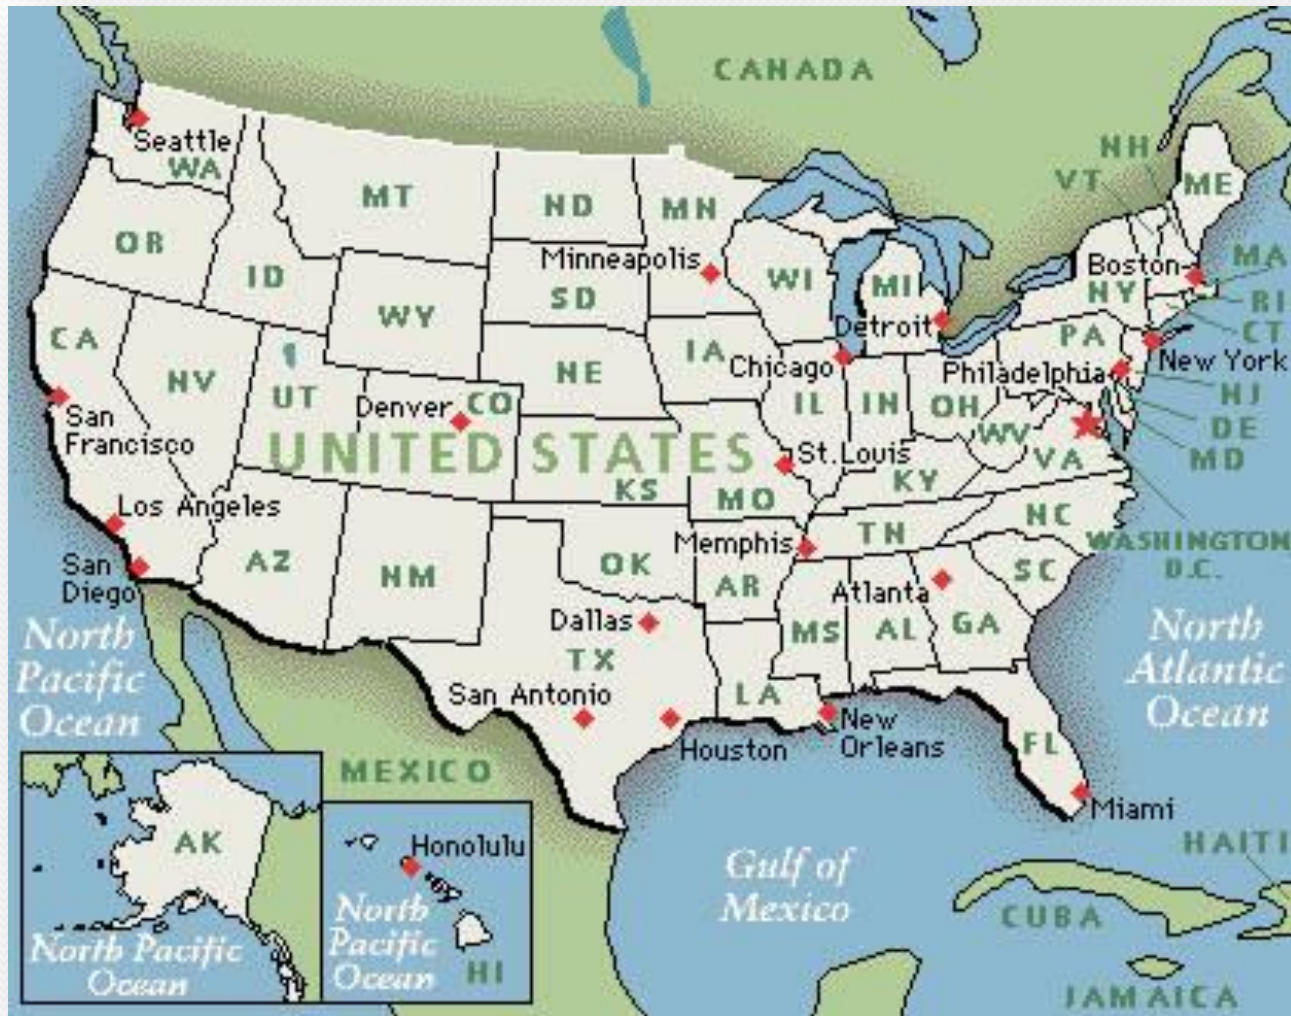 CANADA
NH
VT
ME
Seattle
WA
MT
ND
MN
OR
Minneapolis
WI
MI
Boston
MA
ID
SD
NY
RI
WY
Detroit
CT
CA
PA
IA
Chicago
New York
NV
NE
Philadelphia
UT
Denver
CO
IL
IN
OH
NJ
San
Francisco
WV
DE
UNITED STATES
St. Louis
VA
MD
KS
KY
MO
Los Angeles
NC
TN
Memphis
WASHINGTON
D.C.
San
Diego
AZ
NM
OK
AR
SC
Atlanta
Dallas
MS
AL
GA
North
Pacific
Ocean
TX
North
Atlantic
Ocean
San Antonio
LA
Houston
New
Orleans
FL
MEXICO
Miami
AK
Honolulu
HAITI
Gulf of
Mexico
CUBA
North Pacific
Ocean
North
Pacific
Ocean
HI
JAMAICA